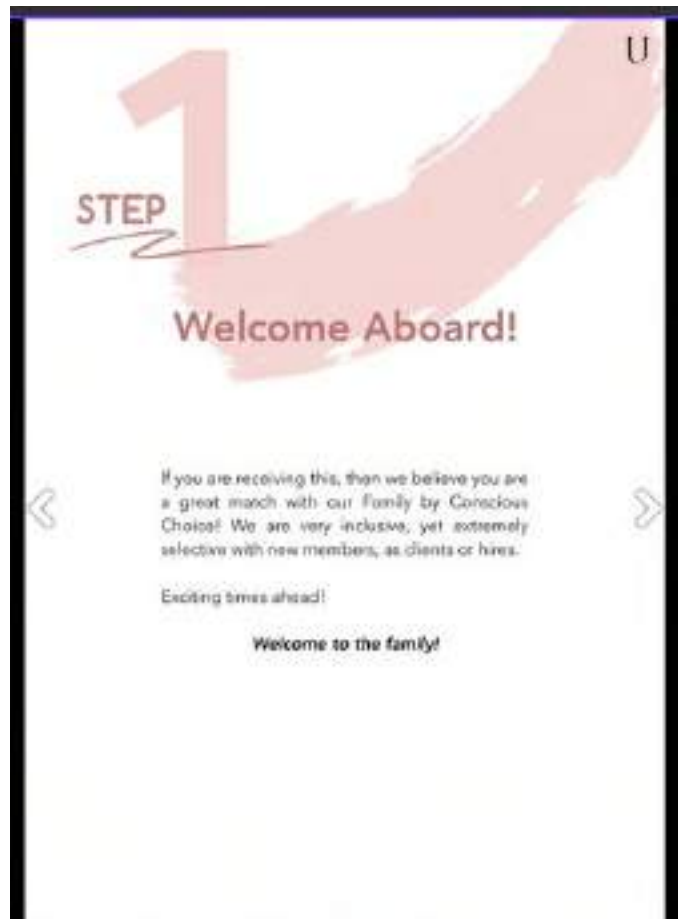 U
1
STEP
Welcome Aboard!
If you are receiving this, then we believe you are
a great match with our Family by Conscious
Choice! We are very inclusive, yet extremely
selective with new members, as clients or hires.
Exciting times ahead!
Welcome to the family!